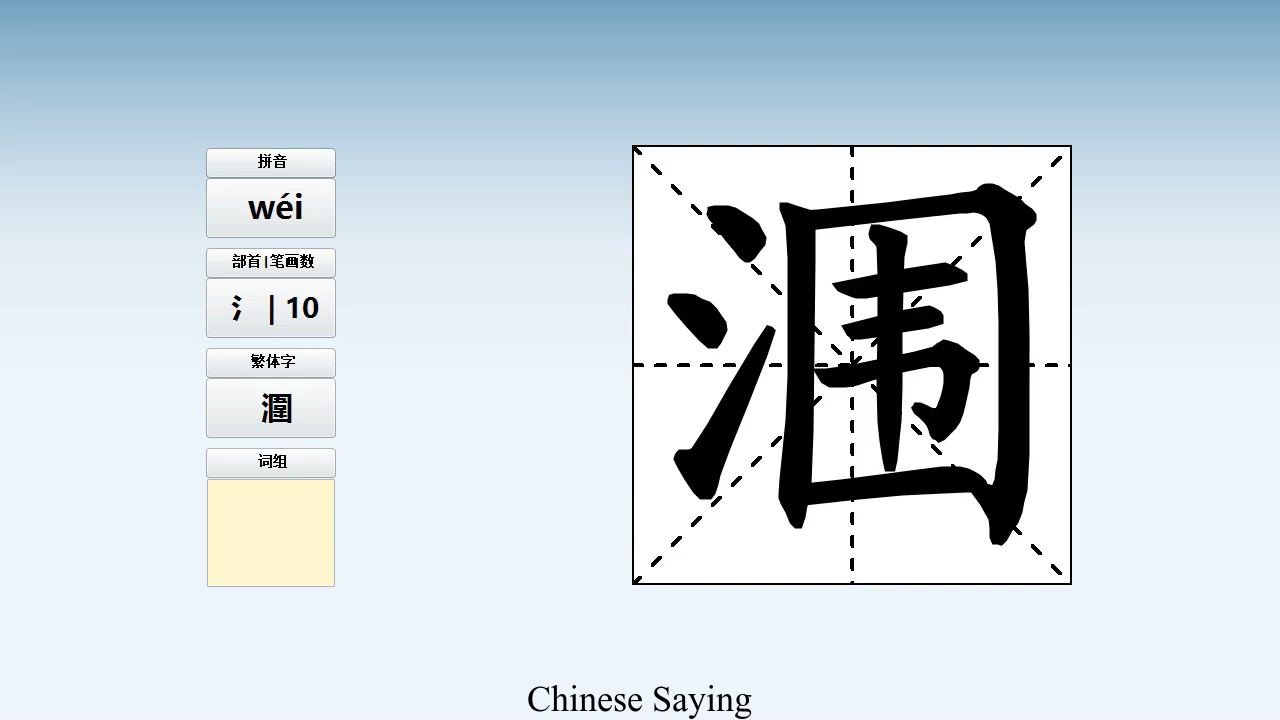 拼音
wéi
部首|笔画数
氵 | 10
繁体字
潿
词组
涠
Chinese Saying